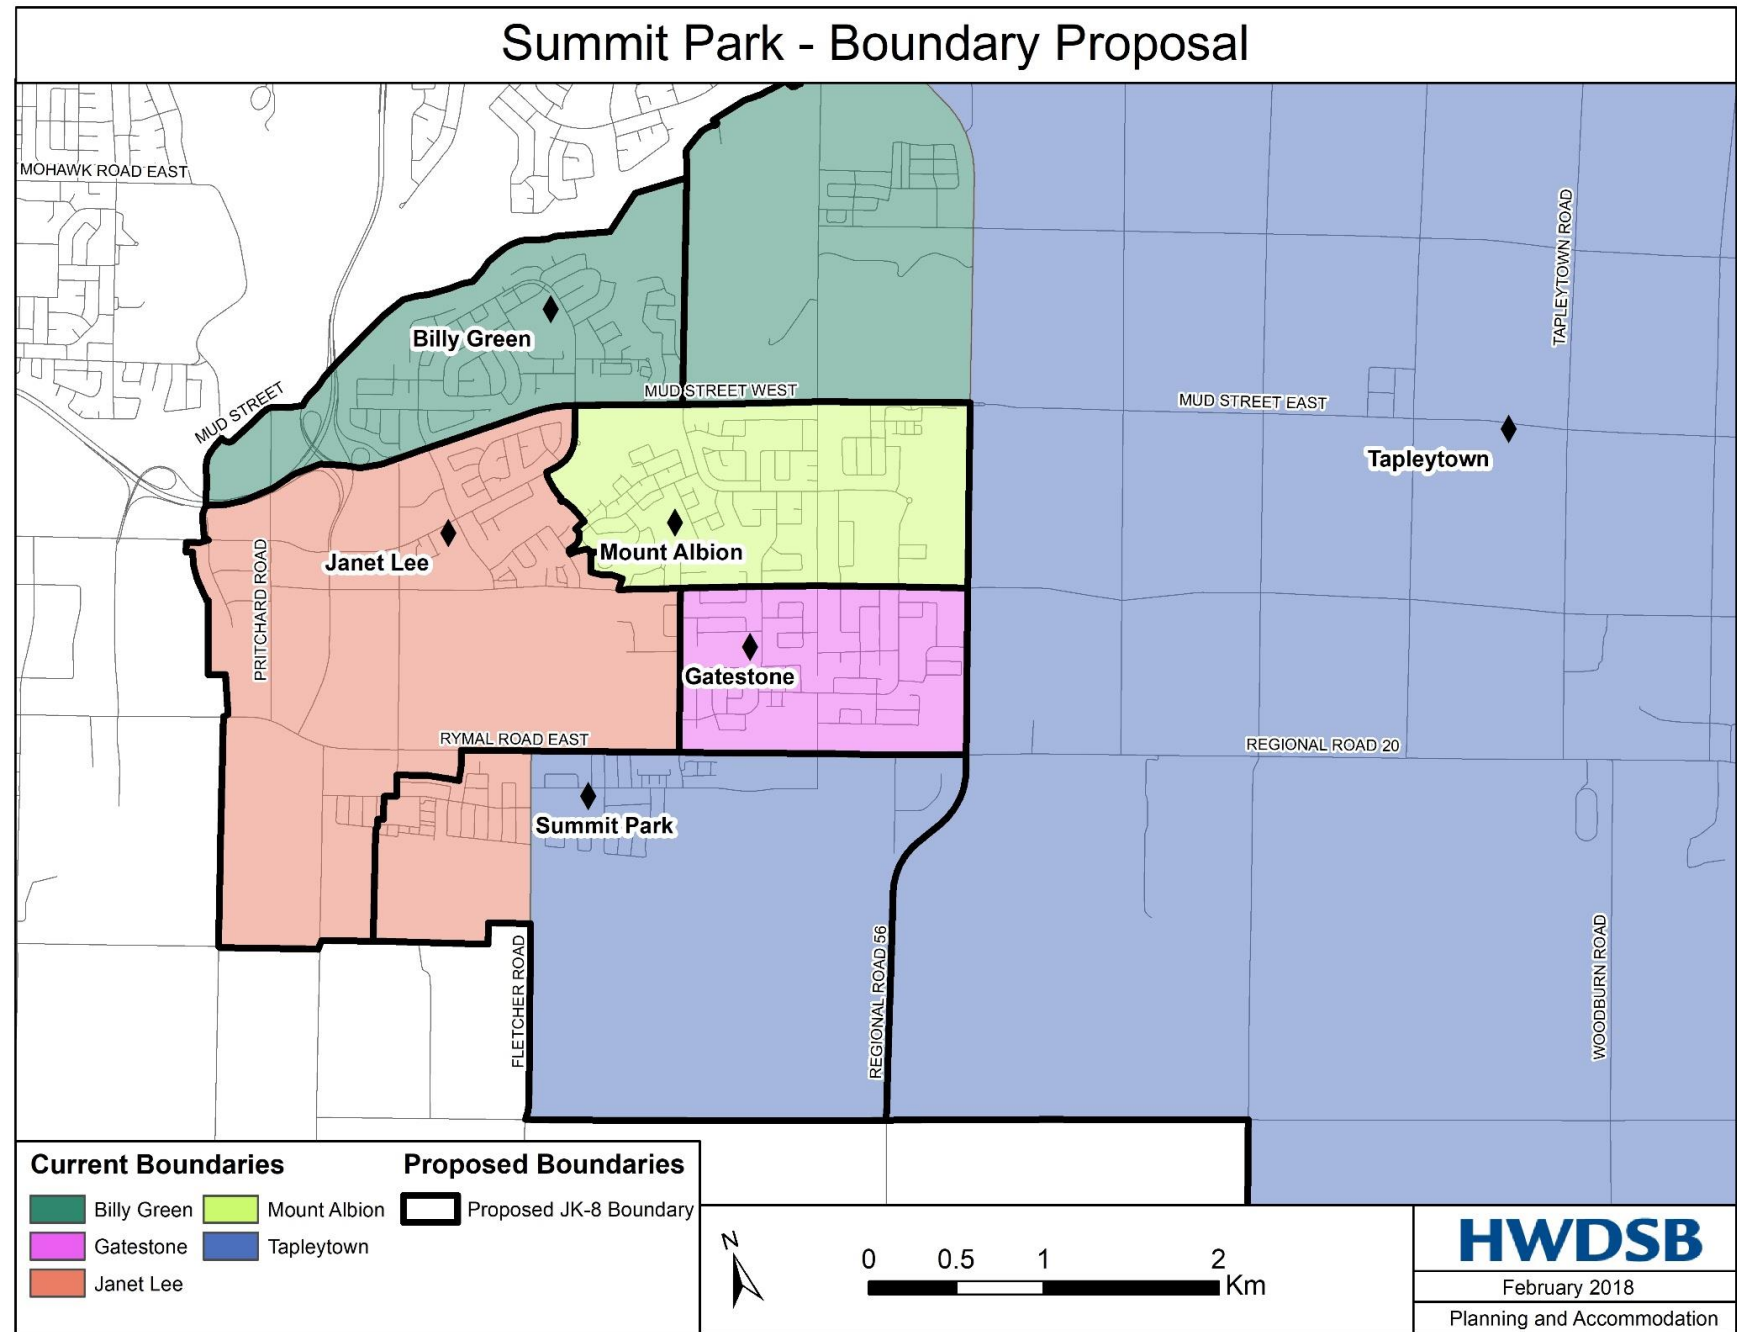 Summit Park - Boundary Proposal
MOHAWK ROAD EAST
TAPLEYTOWN ROAD
Billy Green
MUD STREET
MUD STREET WEST
MUD STREET EAST
Tapleytown
Janet Lee
Mount Albion
PRITCHARD ROAD
Gatestone
RYMAL ROAD EAST
REGIONAL ROAD 20
Summit Park
FLETCHER ROAD
REGIONAL ROAD 56
WOODBURN ROAD
Current Boundaries
Billy Green
Mount Albion
Gatestone
Tapleytown
Janet Lee
Proposed Boundaries
Proposed JK-8 Boundary
N
0 0.5 1 2
Km
HWDSB
February 2018
Planning and Accommodation